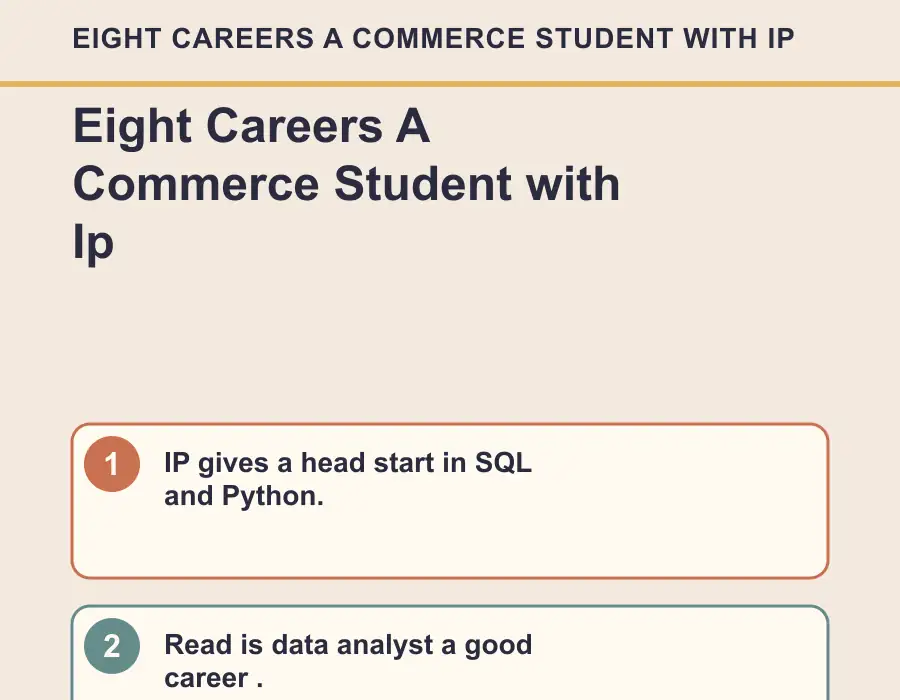 EIGHT CAREERS A COMMERCE STUDENT WITH IP
Eight Careers A
Commerce Student with
Ip
1
IP gives a head start in SQL
and Python.
2
Read is data analyst a good
career .